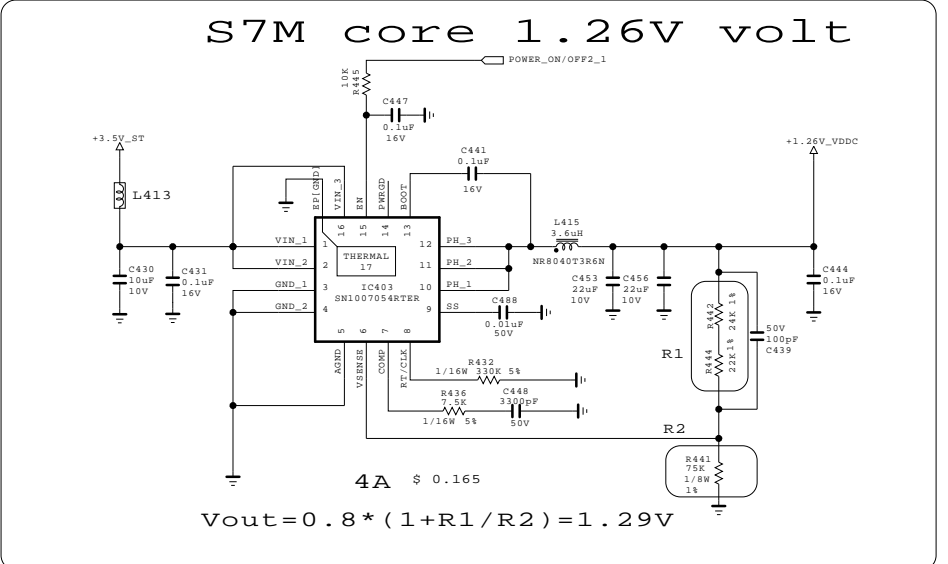 S7M core 1.26V volt
POWER_ON/OFF2_1
10K
R445
C447
0.1uF
16V
+3.5V_ST
L413
C441
0.1uF
16V
+1.26V_VDDC
EP[GND]
VIN_3
EN
PWRGD
BOOT
16
15
14
13
VIN_1
1
VIN_2
2
GND_1
3
GND_2
4
THERMAL
17
IC403
SN1007054RTER
12
PH_3
11
PH_2
10
PH_1
9
SS
5
6
7
8
AGND
VSENSE
COMP
RT/CLK
L415
3.6uH
NR8040T3R6N
C430
10uF
10V
C431
0.1uF
16V
C453
22uF
10V
C456
22uF
10V
C444
0.1uF
16V
C488
0.01uF
50V
R442
24K 1%
R444
22K 1%
R1
50V
100pF
C439
R432
1/16W 330K 5%
R436
7.5K
1/16W 5%
C448
3300pF
50V
R2
R441
75K
1/8W
1%
4A $ 0.165
Vout=0.8*(1+R1/R2)=1.29V